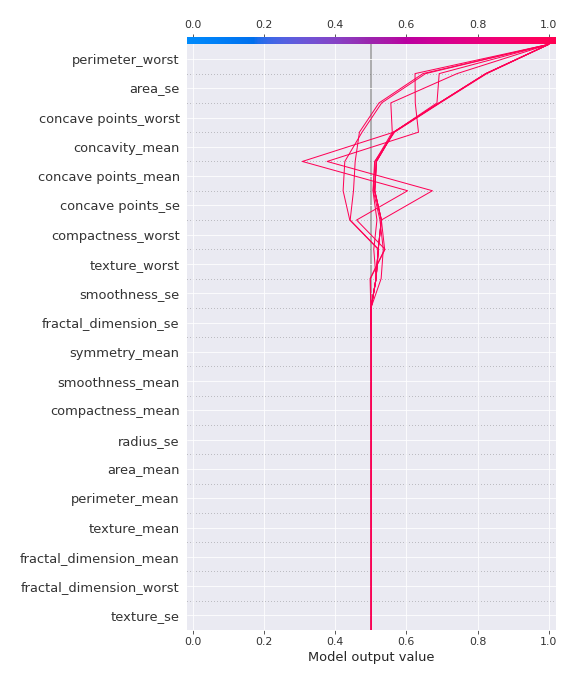 0.0 0.2 0.4 0.6 0.8 1.0
perimeter_worst
area_se
concave points_worst
concavity_mean
concave points_mean
concave points_se
compactness_worst
texture_worst
smoothness_se
fractal_dimension_se
symmetry_mean
smoothness_mean
compactness_mean
radius_se
area_mean
perimeter_mean
texture_mean
fractal_dimension_mean
fractal_dimension_worst
texture_se
0.0 0.2 0.4 0.6 0.8 1.0
Model output value